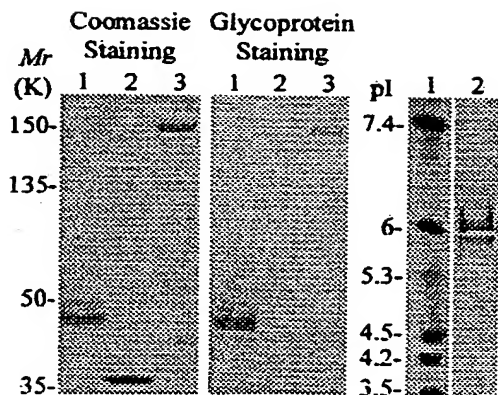 Coomassie Staining
Glycoprotein Staining
Mr (K)
1 2 3
1 2 3
150-
135-
50-
35-
pI
1 2
7.4-
6-
5.3-
4.5-
4.2-
3.5-